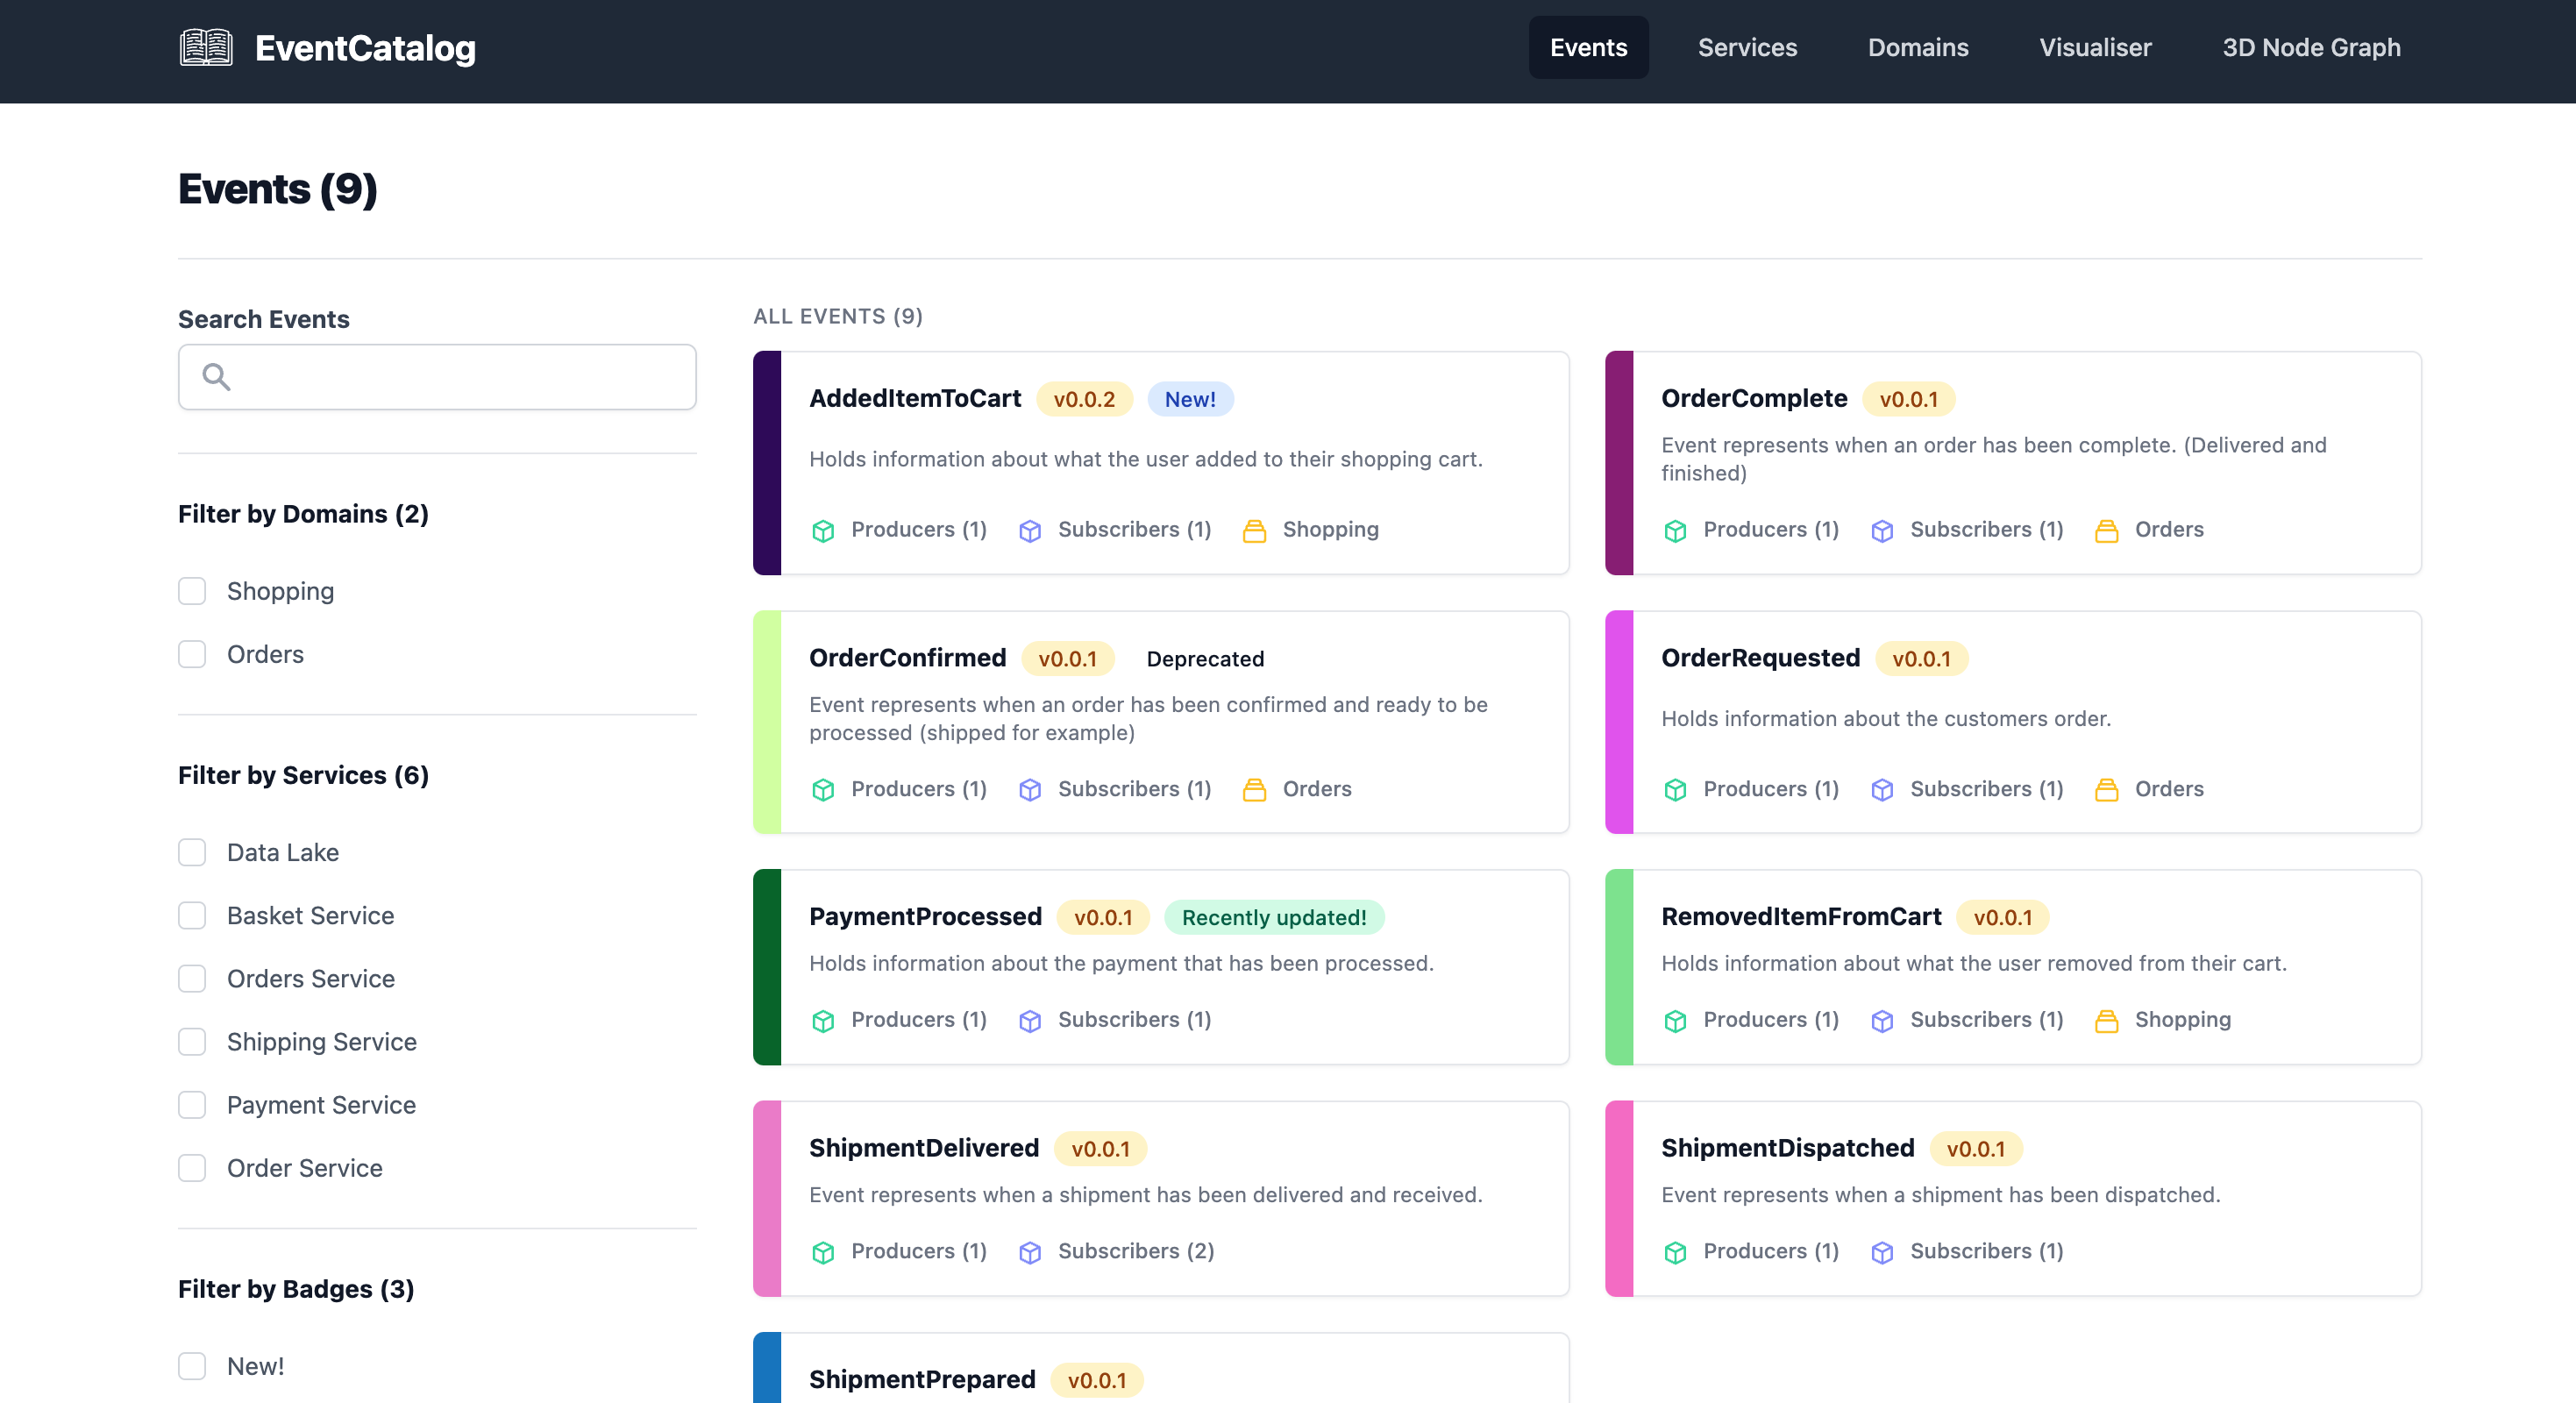 EventCatalog
Events
Services
Domains
Visualiser
3D Node Graph
Events (9)
Search Events
Filter by Domains (2)
Shopping
Orders
Filter by Services (6)
Data Lake
Basket Service
Orders Service
Shipping Service
Payment Service
Order Service
Filter by Badges (3)
New!
ALL EVENTS (9)
AddedItemToCart v0.0.2 New!
Holds information about what the user added to their shopping cart.
Producers (1) Subscribers (1) Shopping
OrderComplete v0.0.1
Event represents when an order has been complete. (Delivered and
finished)
Producers (1) Subscribers (1) Orders
OrderConfirmed v0.0.1 Deprecated
Event represents when an order has been confirmed and ready to be
processed (shipped for example)
Producers (1) Subscribers (1) Orders
OrderRequested v0.0.1
Holds information about the customers order.
Producers (1) Subscribers (1) Orders
PaymentProcessed v0.0.1 Recently updated!
Holds information about the payment that has been processed.
Producers (1) Subscribers (1)
RemovedItemFromCart v0.0.1
Holds information about what the user removed from their cart.
Producers (1) Subscribers (1) Shopping
ShipmentDelivered v0.0.1
Event represents when a shipment has been delivered and received.
Producers (1) Subscribers (2)
ShipmentDispatched v0.0.1
Event represents when a shipment has been dispatched.
Producers (1) Subscribers (1)
ShipmentPrepared v0.0.1